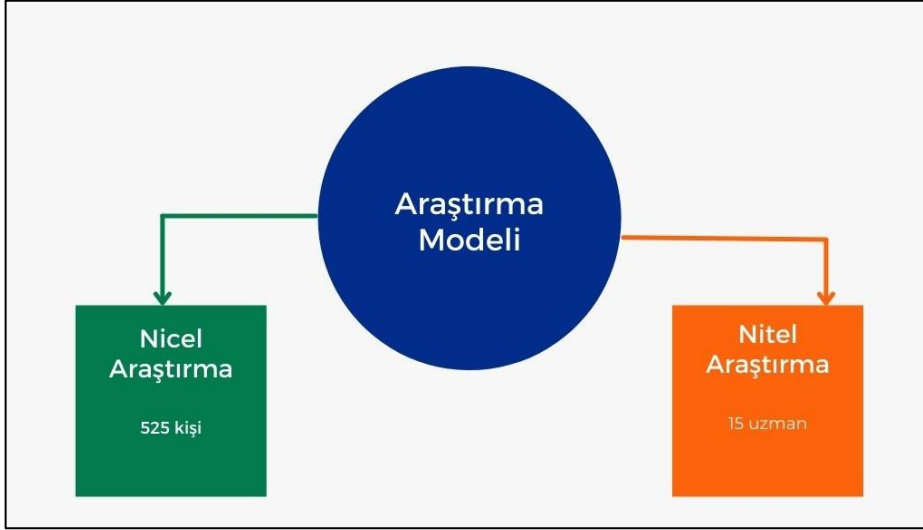 Araştırma
Modeli
Nicel
Araştırma
525 kişi
Nitel
Araştırma
15 uzman